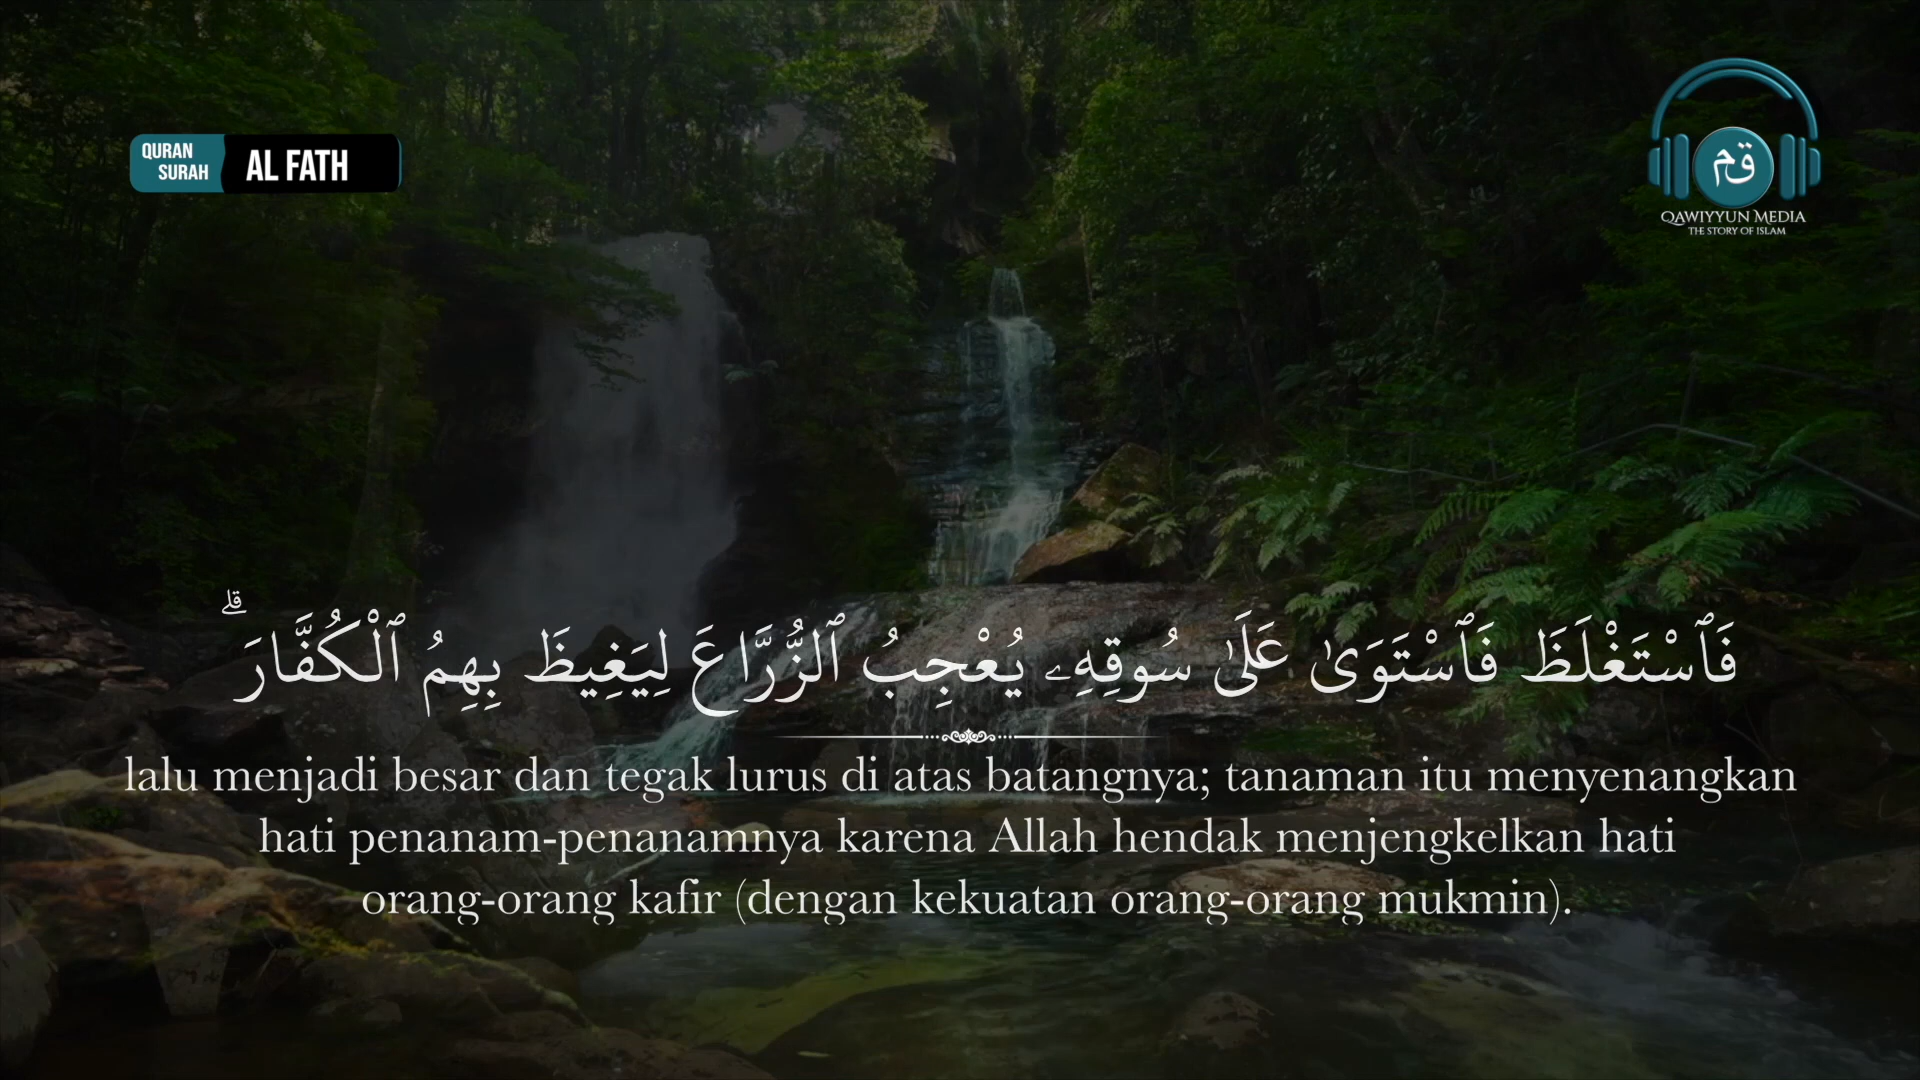 QURAN
SURAH
AL FATH
قم
QAWIYYUN MEDIA
THE STORY OF ISLAM
فَٱسْتَغْلَظَ فَٱسْتَوَىٰ عَلَىٰ سُوقِهِۦ يُعْجِبُ ٱلزُّرَّاعَ لِيَغِيظَ بِهِمُ ٱلْكُفَّارَ ۗ
lalu menjadi besar dan tegak lurus di atas batangnya; tanaman itu menyenangkan
hati penanam-penanamnya karena Allah hendak menjengkelkan hati
orang-orang kafir (dengan kekuatan orang-orang mukmin).